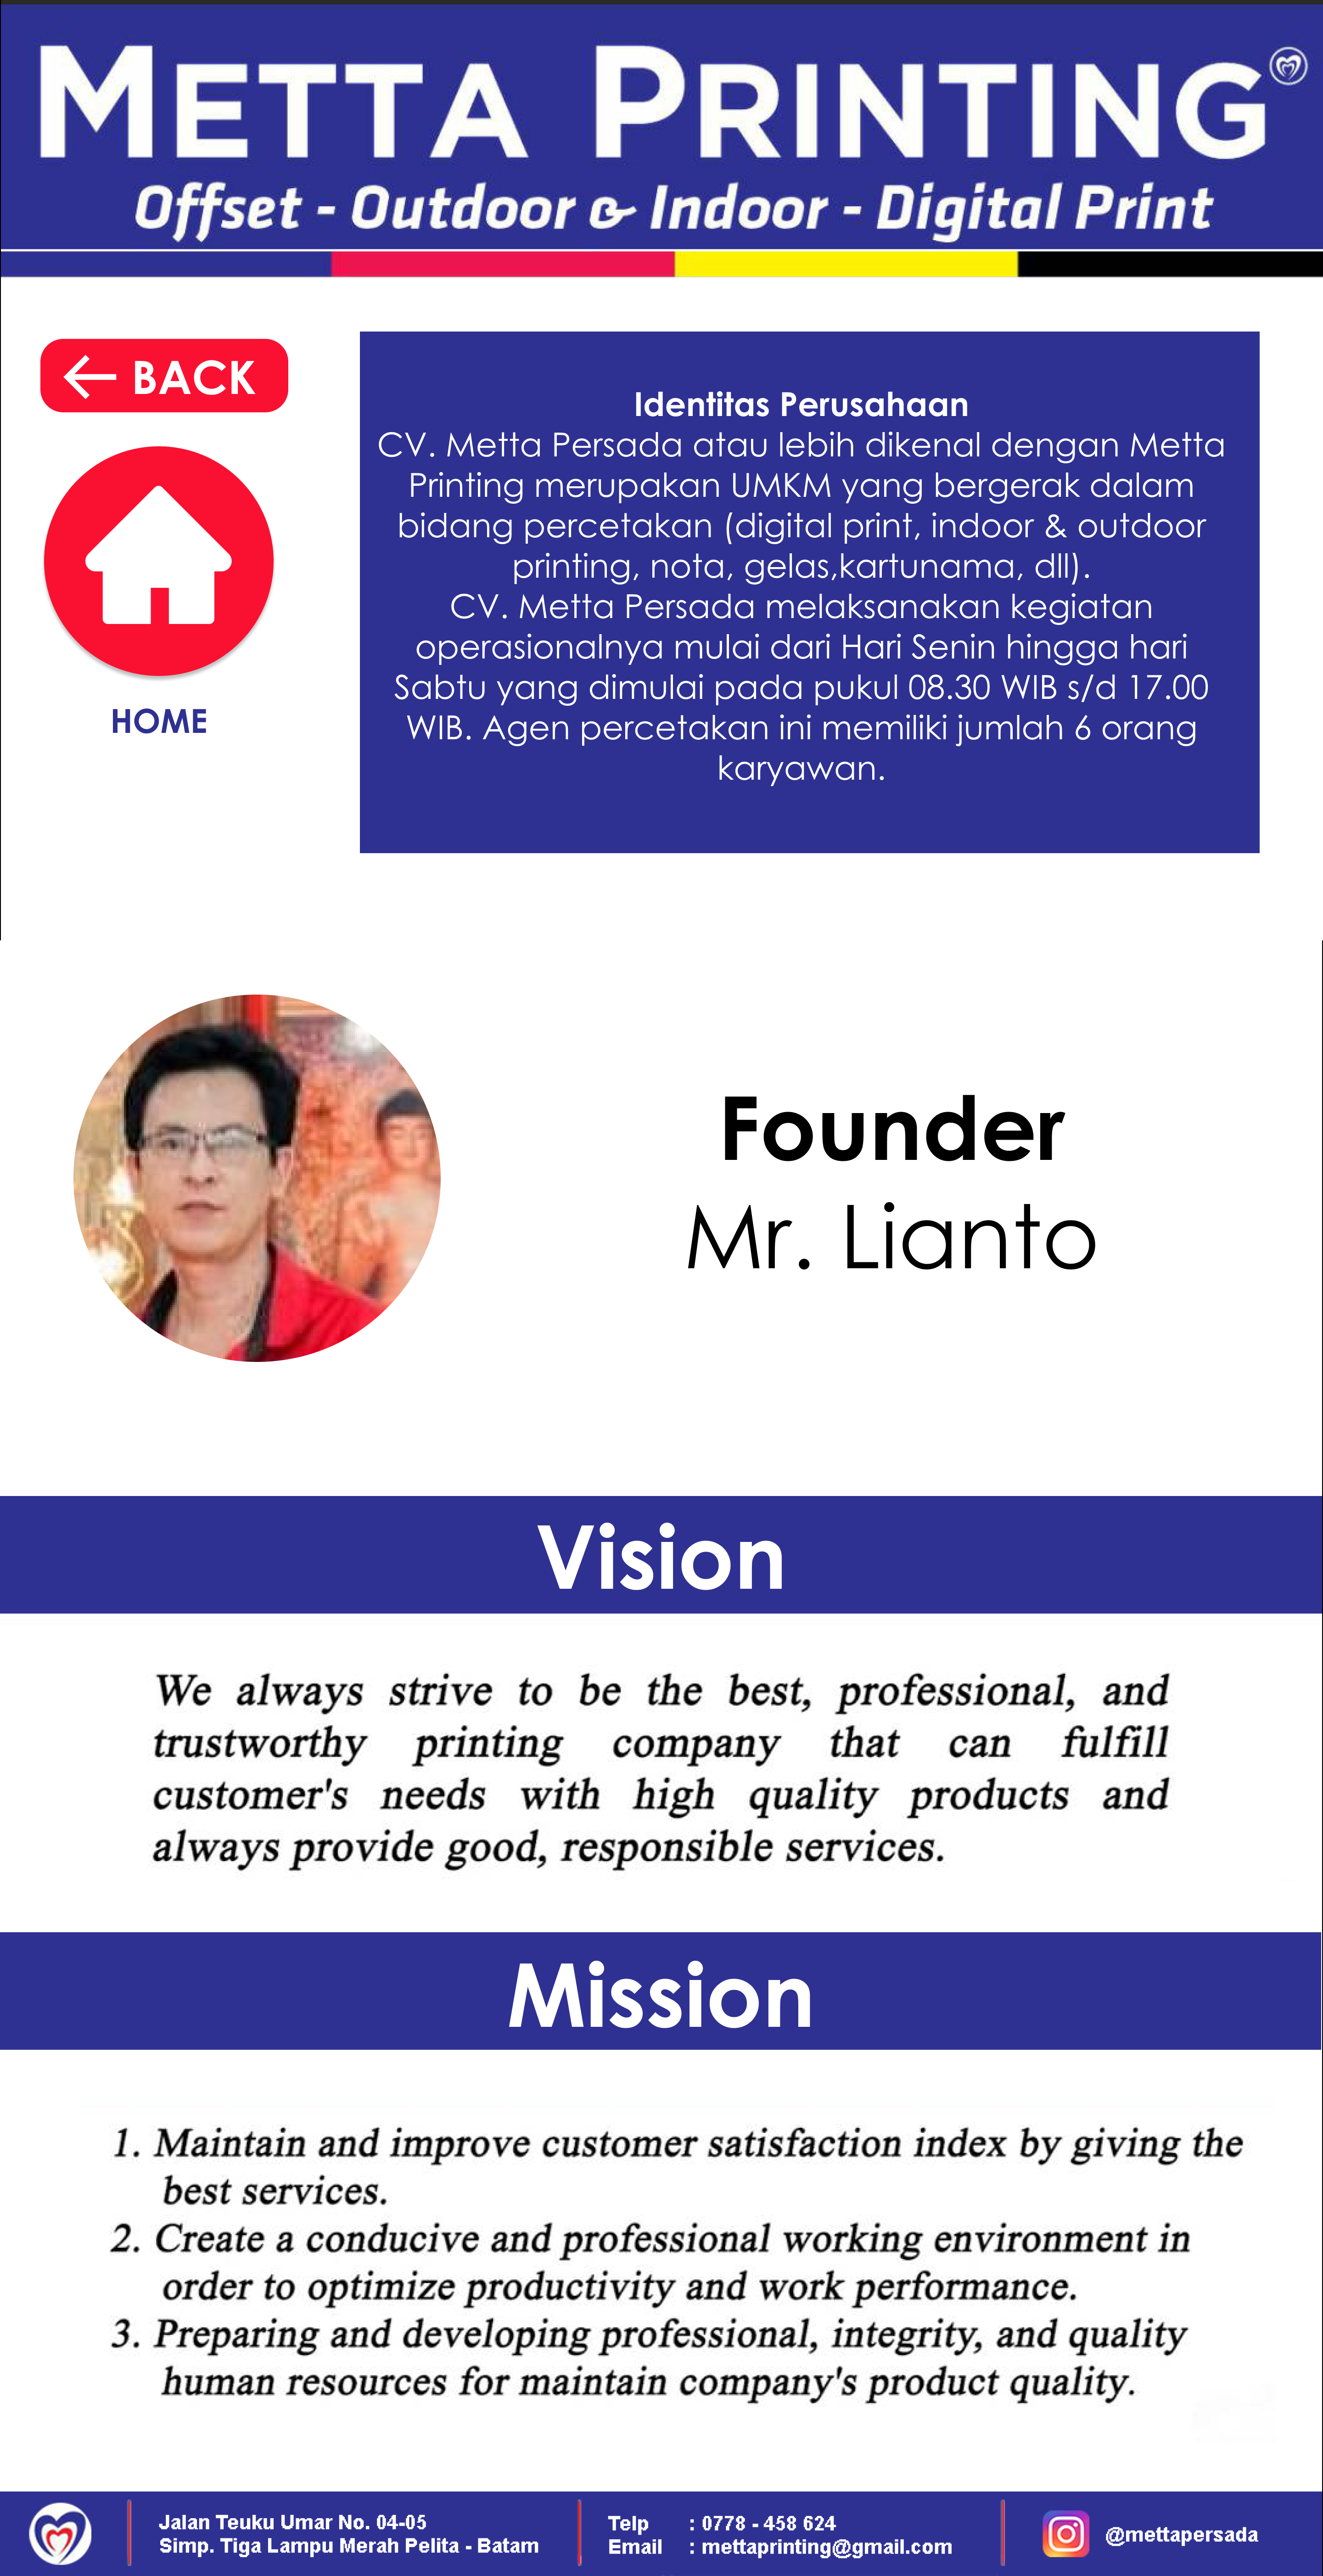 METTA PRINTING
Offset - Outdoor & Indoor - Digital Print
← BACK
HOME
Identitas Perusahaan
CV. Metta Persada atau lebih dikenal dengan Metta
Printing merupakan UMKM yang bergerak dalam
bidang percetakan (digital print, indoor & outdoor
printing, nota, gelas,kartunama, dll).
CV. Metta Persada melaksanakan kegiatan
operasionalnya mulai dari Hari Senin hingga hari
Sabtu yang dimulai pada pukul 08.30 WIB s/d 17.00
WIB. Agen percetakan ini memiliki jumlah 6 orang
karyawan.
Founder
Mr. Lianto
Vision
We always strive to be the best, professional, and
trustworthy printing company that can fulfill
customer's needs with high quality products and
always provide good, responsible services.
Mission
1. Maintain and improve customer satisfaction index by giving the
best services.
2. Create a conducive and professional working environment in
order to optimize productivity and work performance.
3. Preparing and developing professional, integrity, and quality
human resources for maintain company's product quality.
Jalan Teuku Umar No. 04-05
Simp. Tiga Lampu Merah Pelita - Batam
Telp : 0778 - 458 624
Email : mettaprinting@gmail.com
@mettapersada